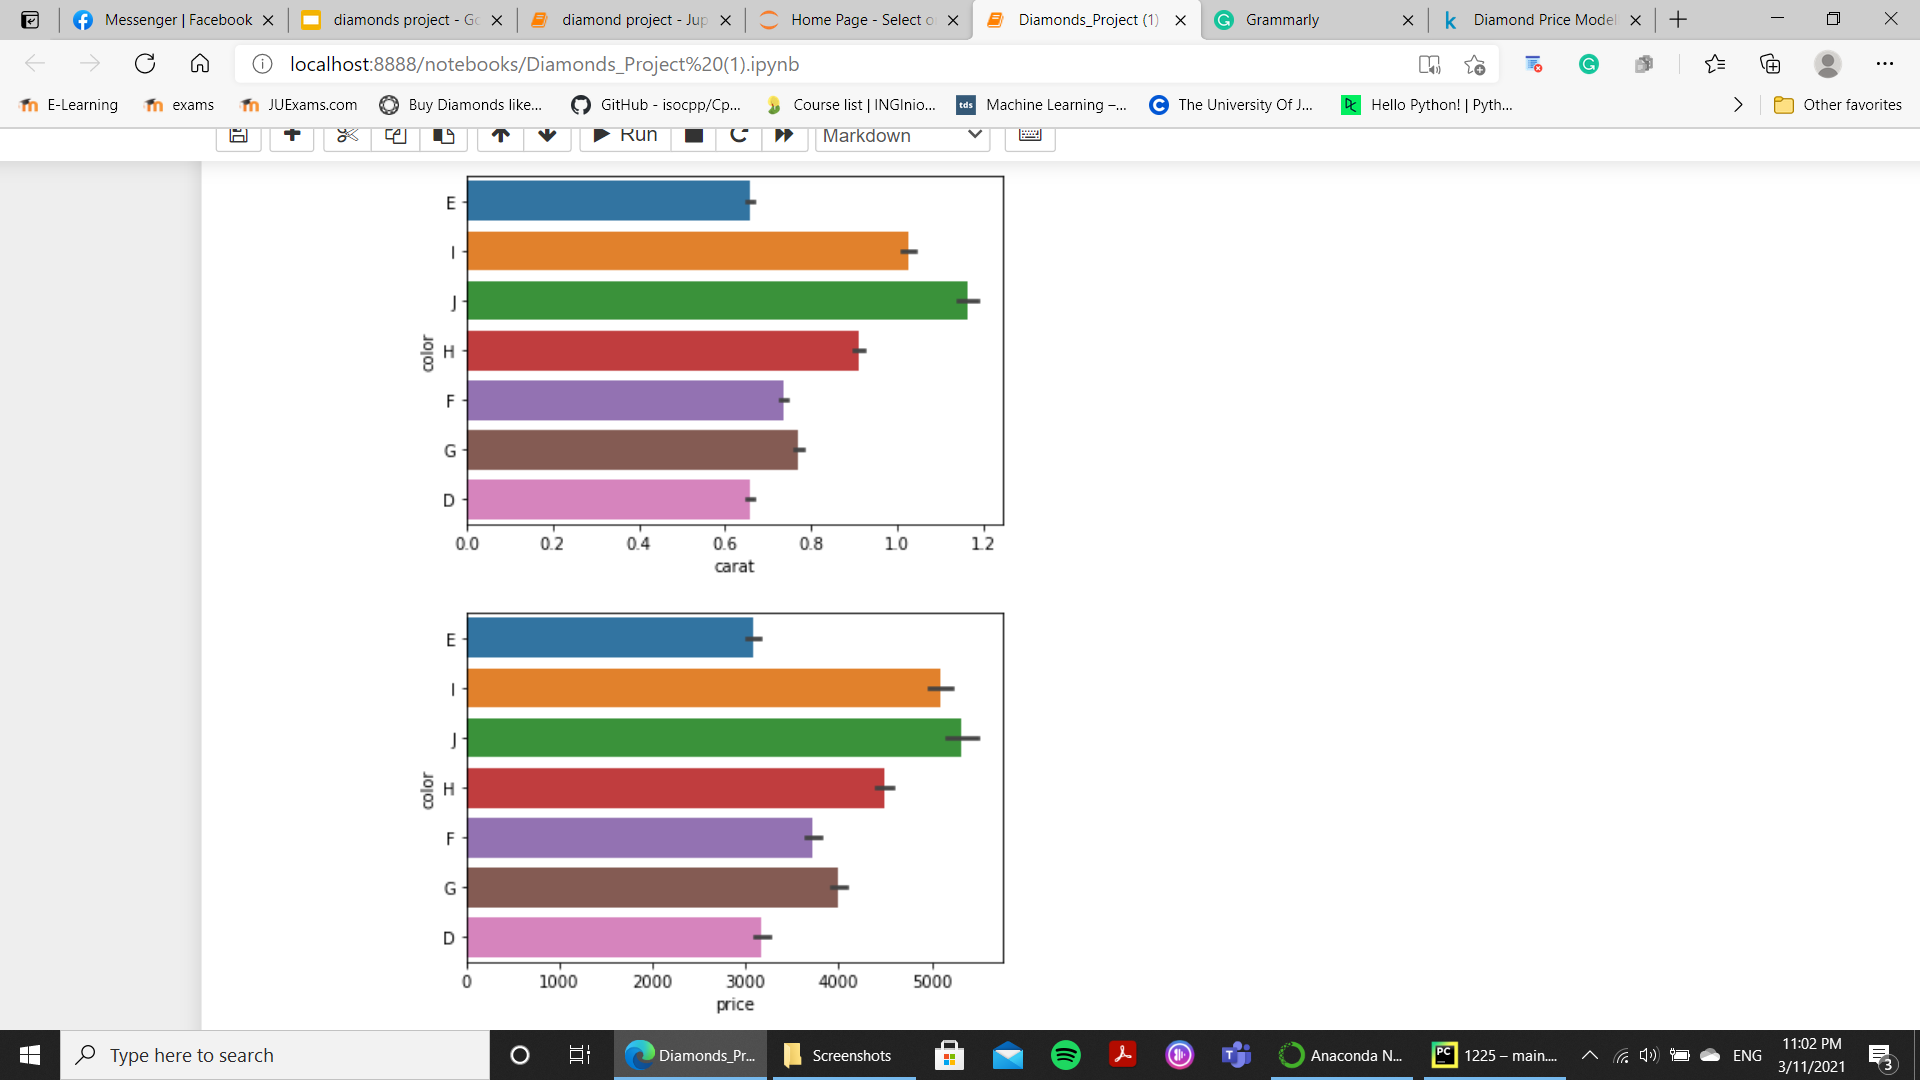 Messenger | Facebook
diamonds project - Go
diamond project - Jup
Home Page - Select o
Diamonds_Project (1)
Grammarly
Diamond Price Model
localhost:8888/notebooks/Diamonds_Project%20(1).ipynb
E-Learning
exams
JUExams.com
Buy Diamonds like...
GitHub - isocpp/Cp...
Course list | INGInio...
tds
Machine Learning –...
The University Of J...
Hello Python! | Pyth...
Other favorites
Run
Markdown
E
I
J
H
F
G
D
color
0.0 0.2 0.4 0.6 0.8 1.0 1.2
carat
E
I
J
H
F
G
D
color
0 1000 2000 3000 4000 5000
price
Type here to search
Diamonds_Pr...
Screenshots
Anaconda N...
PC
1225 – main....
ENG
11:02 PM
3/11/2021
3